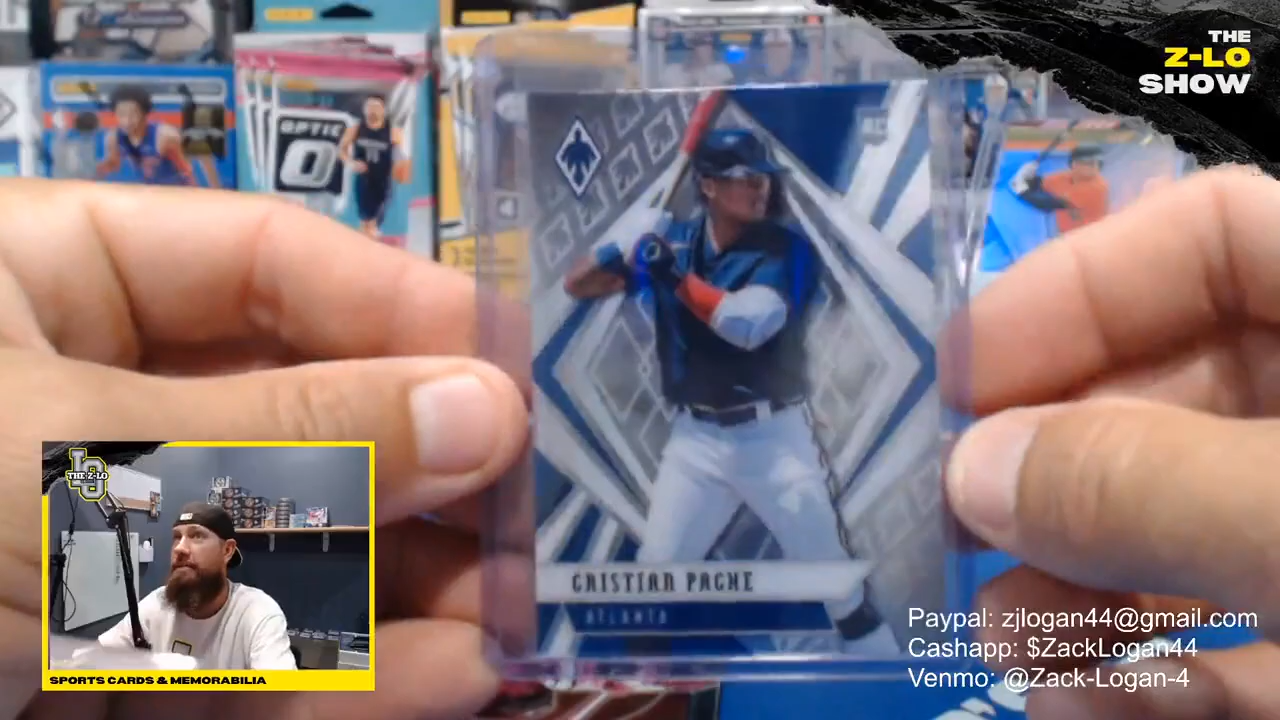 THE
Z-LO
SHOW
OPTIC
RC
CRISTIAN PACHE
ATLANTA
THE Z-LO
SPORTS CARDS & MEMORABILIA
Paypal: zjlogan44@gmail.com
Cashapp: $ZackLogan44
Venmo: @Zack-Logan-4